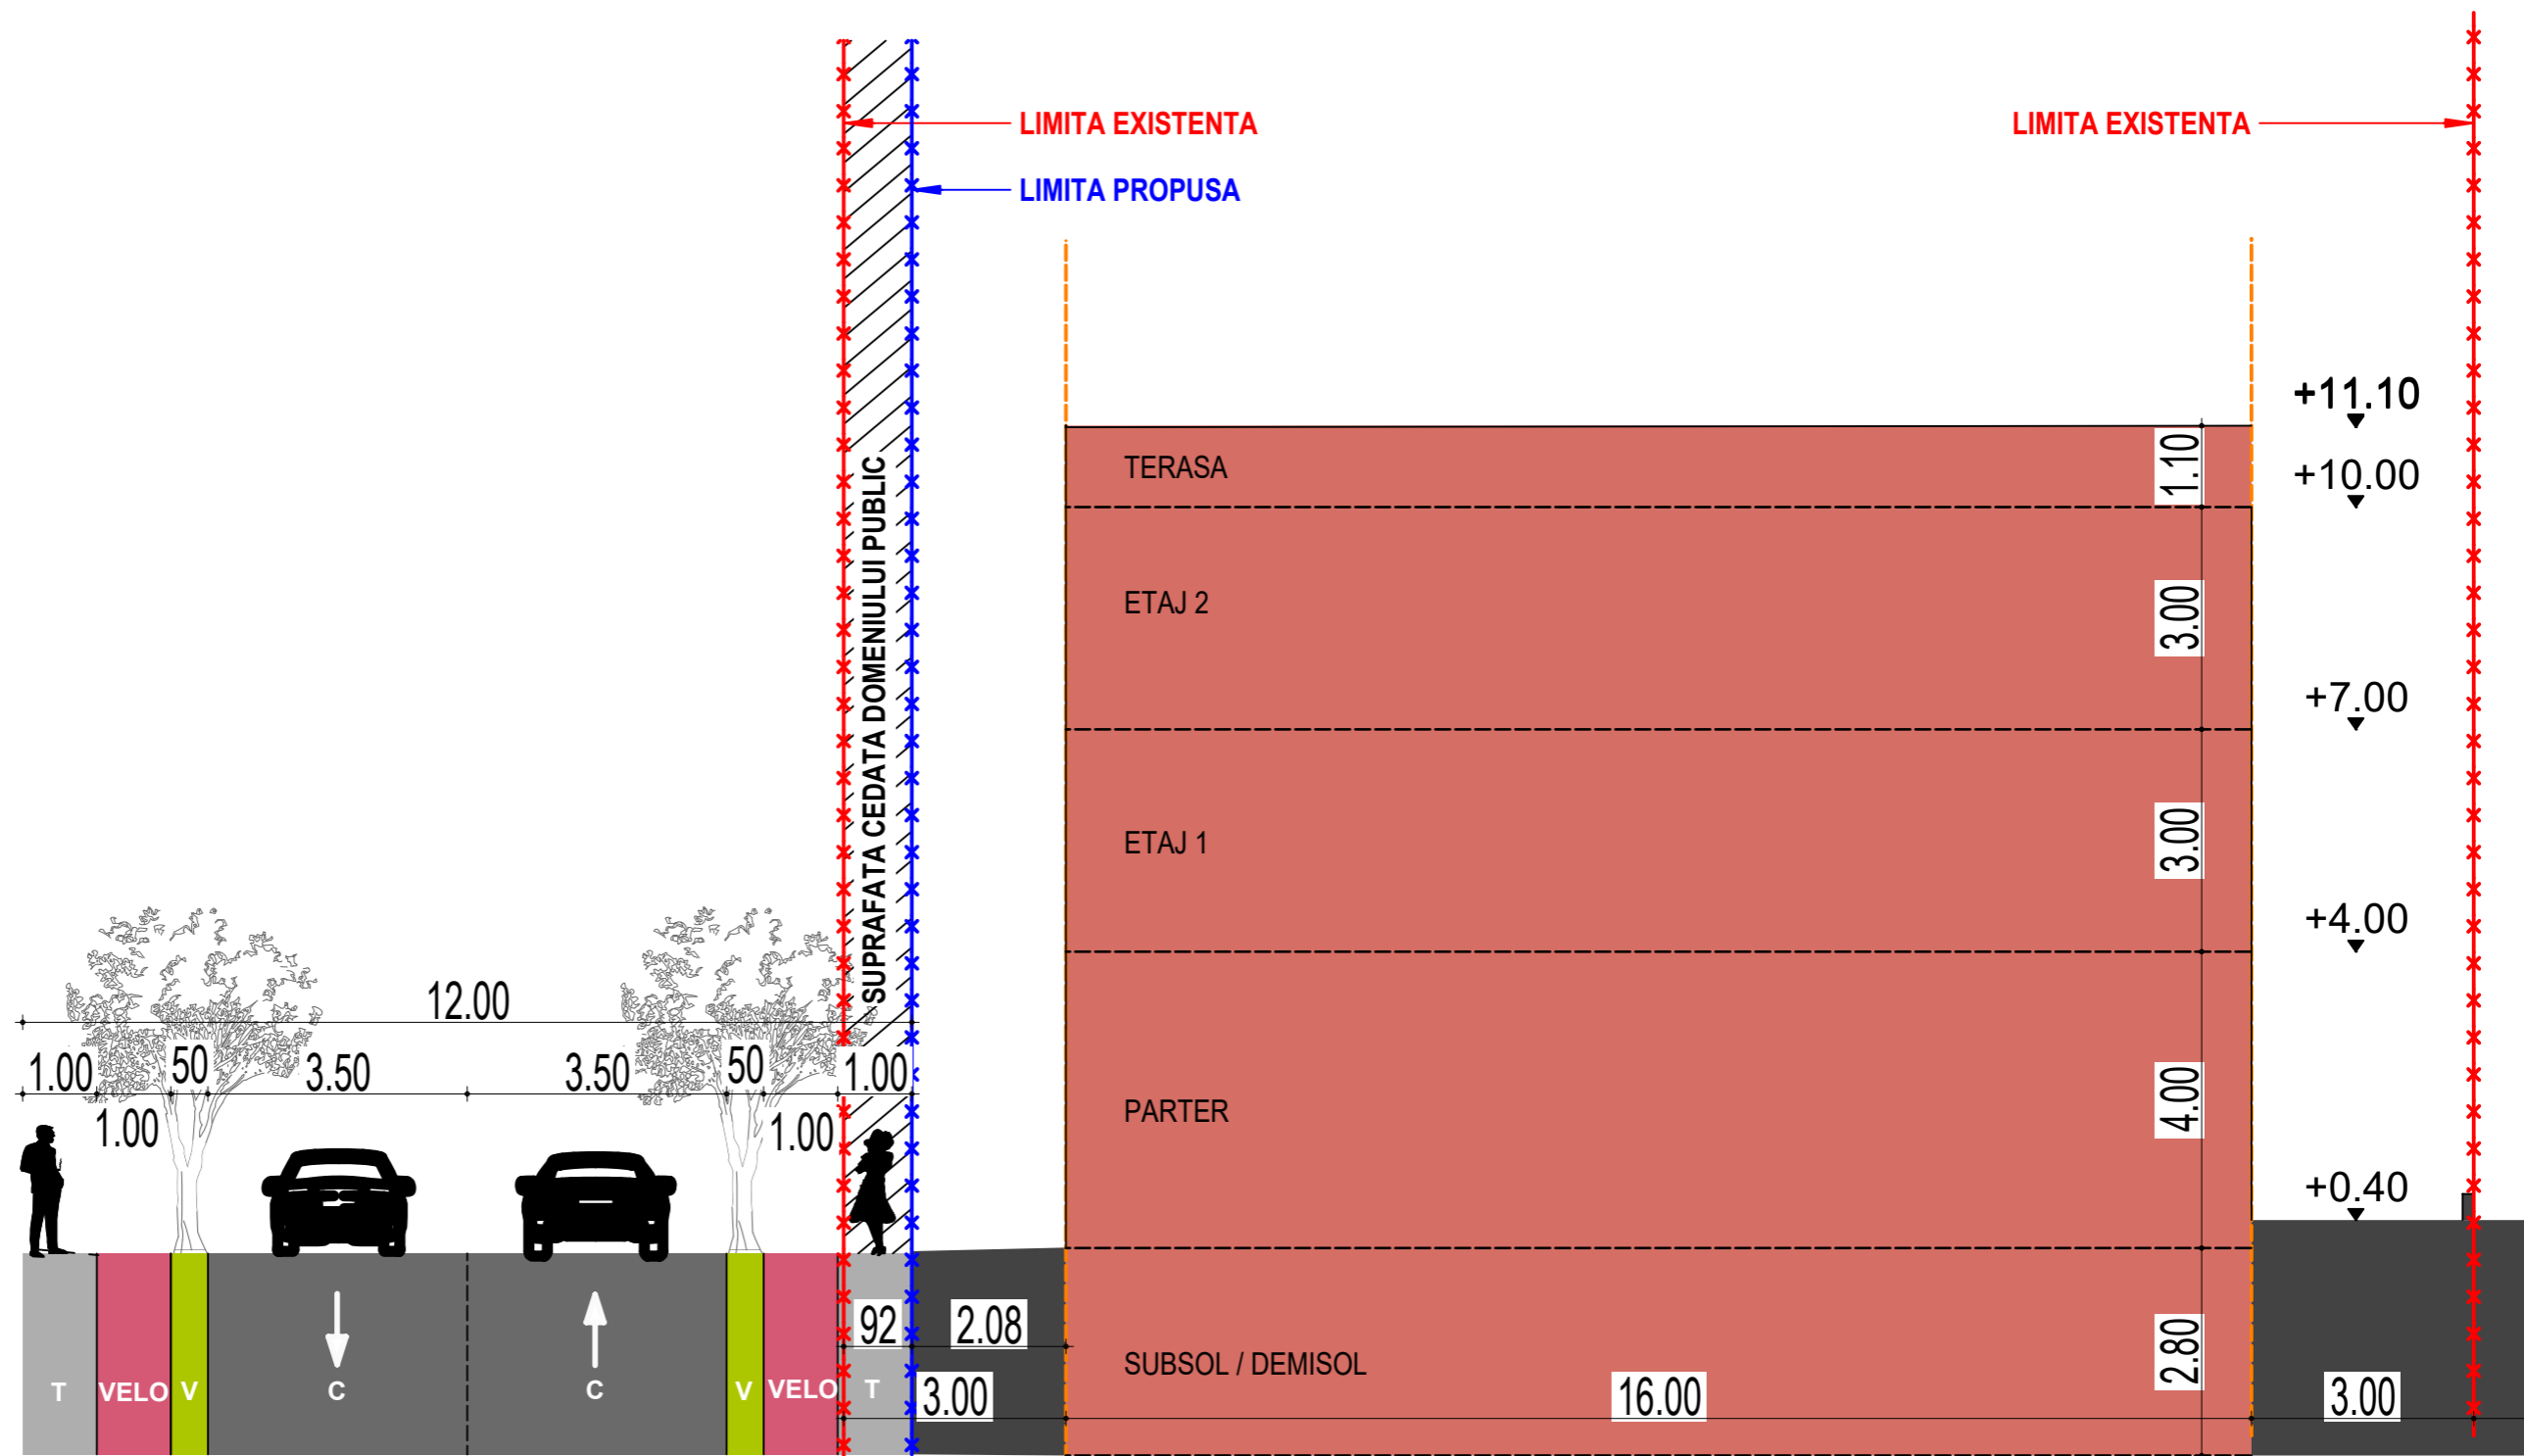 LIMITA EXISTENTA
LIMITA EXISTENTA
LIMITA PROPUSA
SUPRAFATA CEDATA DOMENIULUI PUBLIC
+11.10
TERASA
1.10
+10.00
ETAJ 2
3.00
+7.00
ETAJ 1
3.00
+4.00
12.00
1.00
50
3.50
3.50
50
1.00
1.00
1.00
PARTER
4.00
+0.40
92
2.08
SUBSOL / DEMISOL
2.80
T
VELO
V
C
C
V
VELO
T
3.00
16.00
3.00